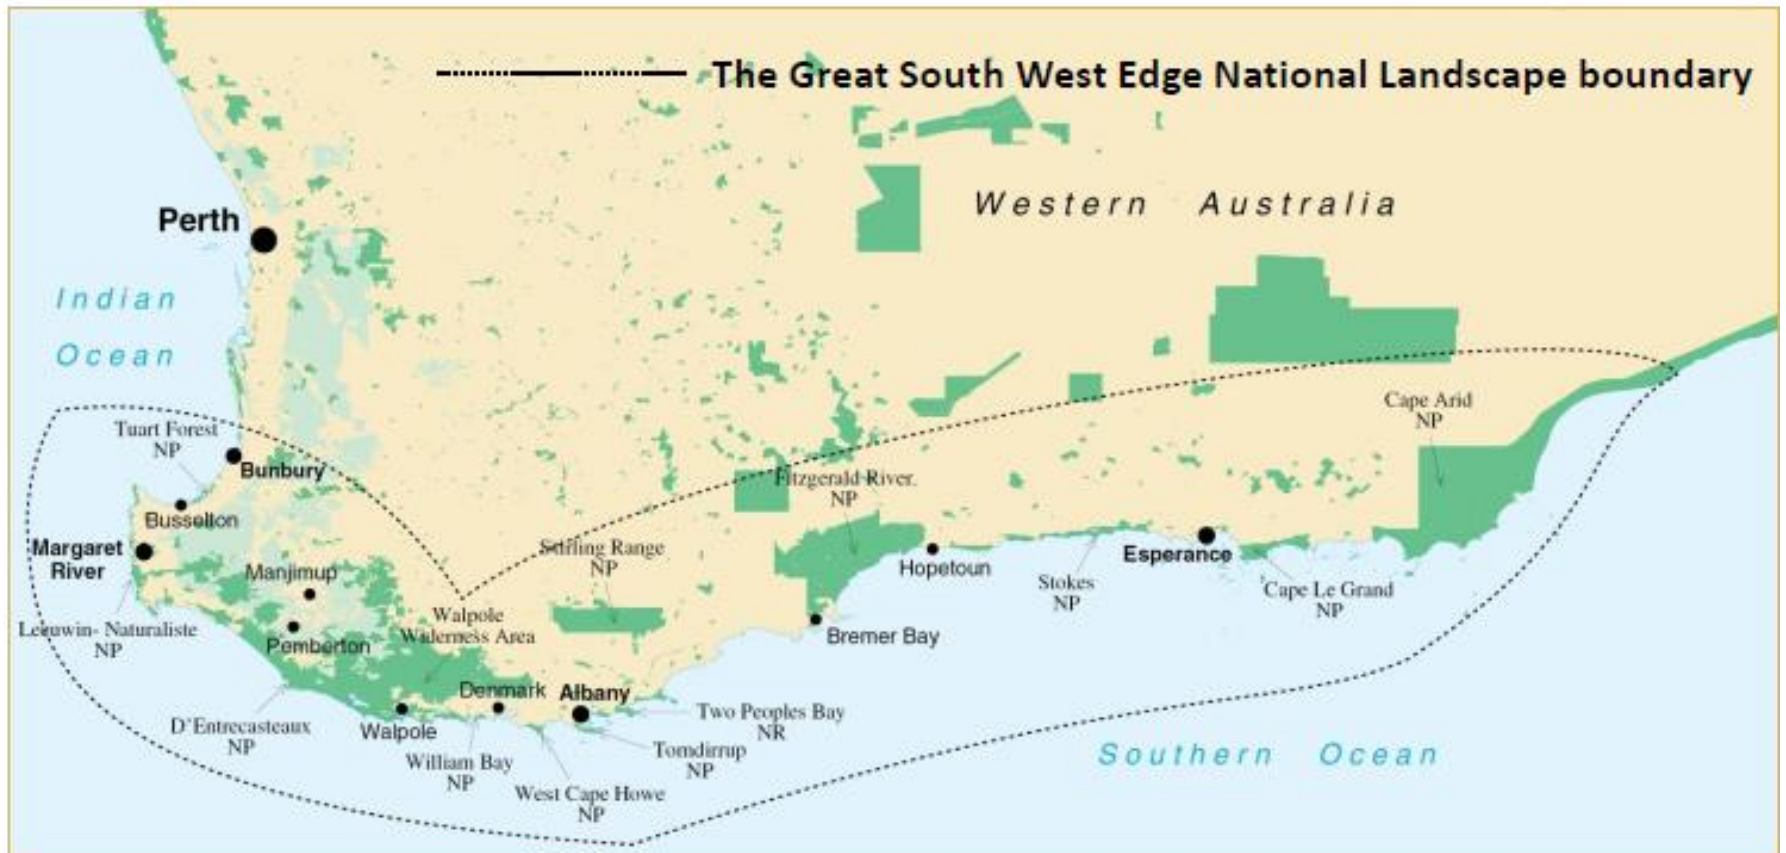 The Great South West Edge National Landscape boundary
Western Australia
Perth
Indian
Ocean
Cape Arid
NP
Tuart Forest
NP
Bunbury
Fitzgerald River.
NP
Busselton
Margaret
River
Esperance
Stirling Range
NP
Hopetoun
Manjimup
Stokes
NP
Cape Le Grand
NP
Walpole
Wilderness Area
Leeuwin- Naturaliste
NP
Pemberton
Bremer Bay
Denmark
Albany
D'Entrecasteaux
NP
Walpole
Two Peoples Bay
NR
William Bay
NP
Torndirrup
NP
Southern Ocean
West Cape Howe
NP